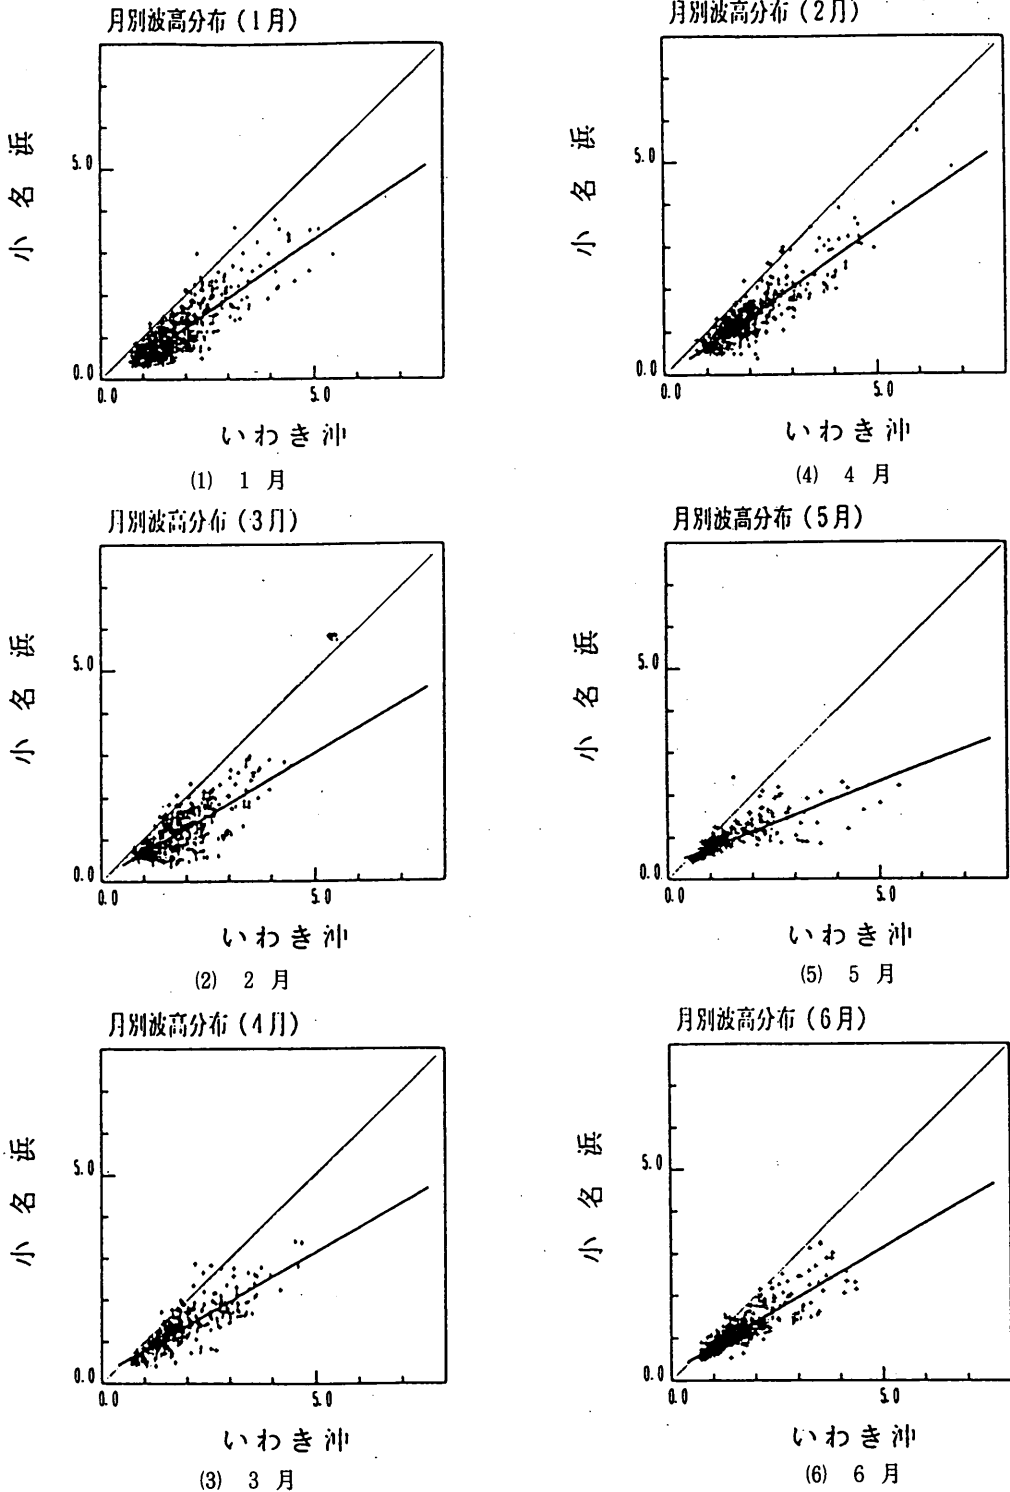 月別波高分布(1月)
小名浜
5.0
0.0
0.0 5.0
いわき沖
(1) 1 月
月別波高分布(2月)
小名浜
5.0
0.0
0.0 5.0
いわき沖
(4) 4 月
月別波高分布(3月)
小名浜
5.0
0.0
0.0 5.0
いわき沖
(2) 2 月
月別波高分布(5月)
小名浜
5.0
0.0
0.0 5.0
いわき沖
(5) 5 月
月別波高分布(4月)
小名浜
5.0
0.0
0.0 5.0
いわき沖
(3) 3 月
月別波高分布(6月)
小名浜
5.0
0.0
0.0 5.0
いわき沖
(6) 6 月